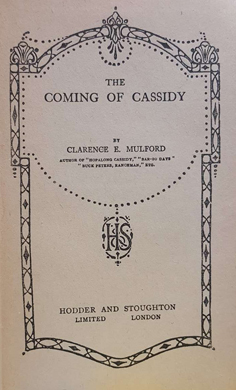 THE
COMING OF CASSIDY
BY
CLARENCE E. MULFORD
AUTHOR OF "HOPALONG CASSIDY," "BAR-20 DAYS"
"BUCK PETERS, RANCHMAN," ETC.
HS
HODDER AND STOUGHTON
LIMITED LONDON